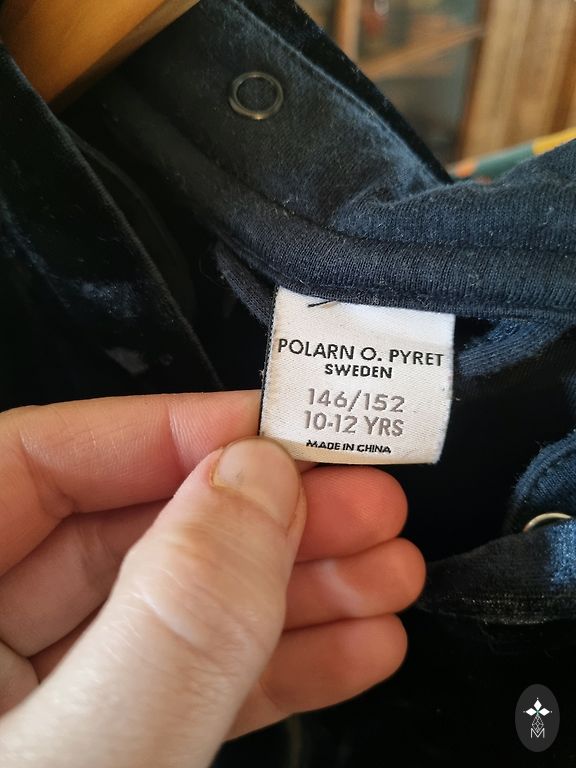 POLARN O. PYRET
SWEDEN
146/152
10-12 YRS
MADE IN CHINA